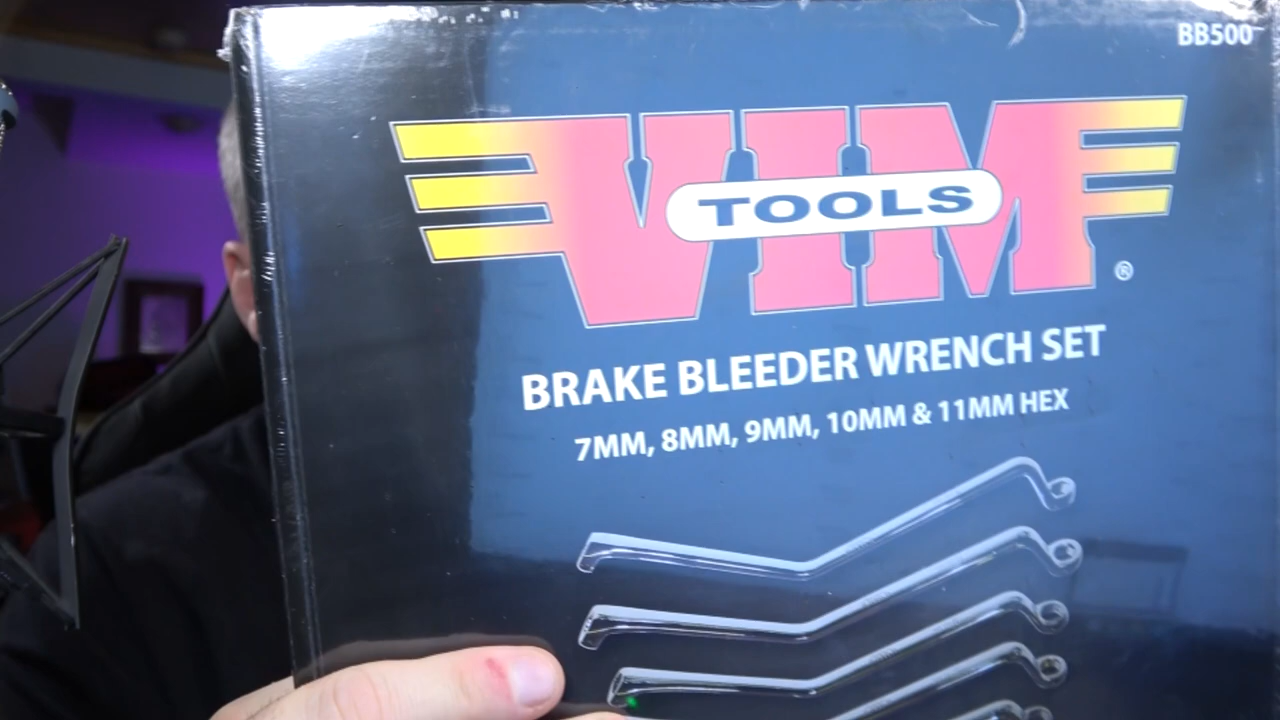 BB500
VIM
TOOLS
®
BRAKE BLEEDER WRENCH SET
7MM, 8MM, 9MM, 10MM & 11MM HEX